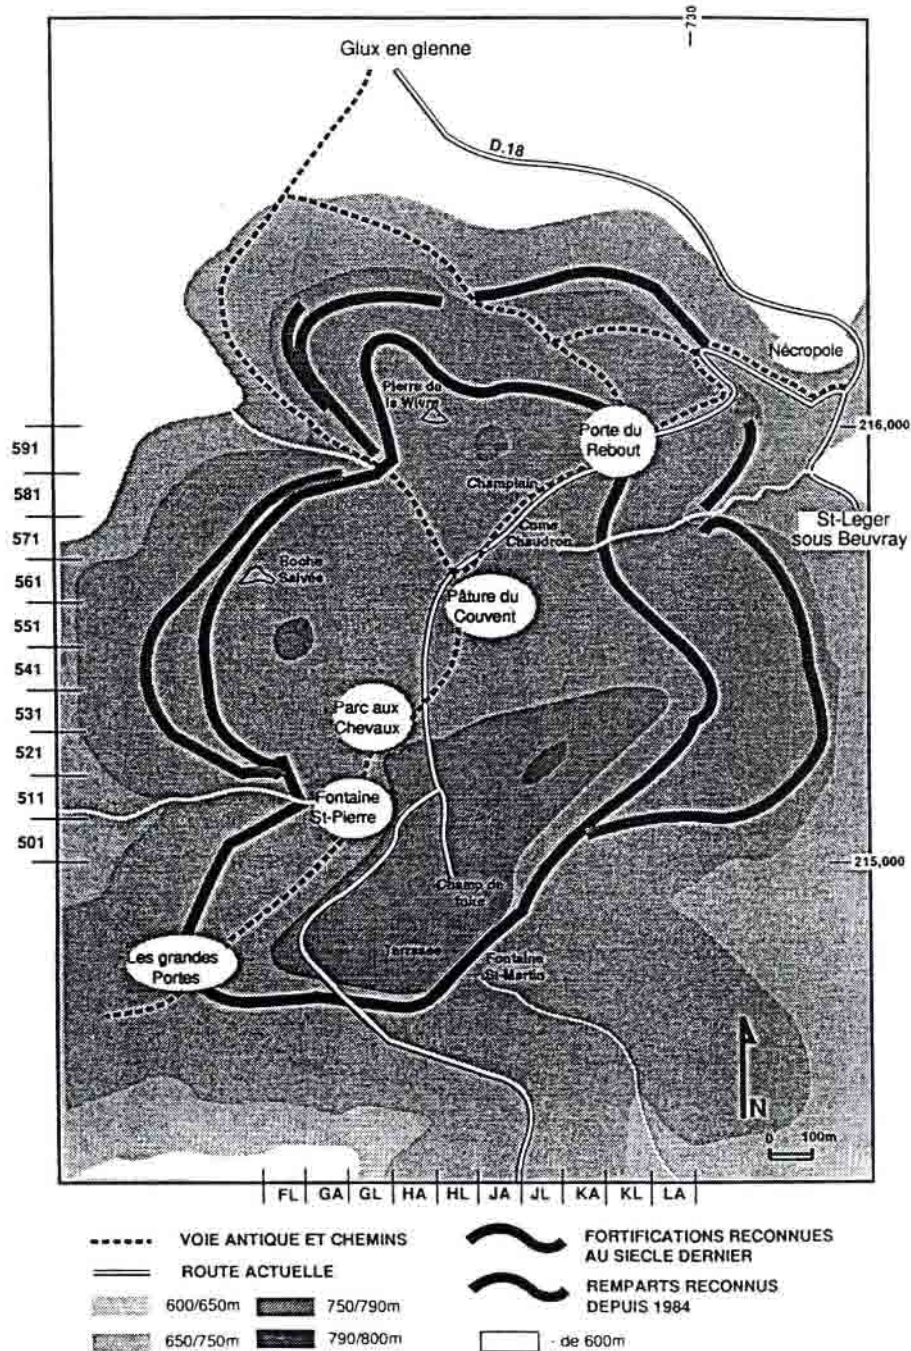 730
Glux en glenne
D.18
Nécropole
Pierre de
la Wivre
Porte du
Rebout
216,000
591
581
571
561
551
541
531
521
511
501
Champlain
Come
Chaudron
St-Leger
sous Beuvray
Roche
Salvée
Pâture du
Couvent
Parc aux
Chevaux
Fontaine
St-Pierre
215,000
Champ de
foire
Terrasse
Fontaine
St-Martin
Les grandes
Portes
N
0 100m
FL GA GL HA HL JA JL KA KL LA
VOIE ANTIQUE ET CHEMINS
ROUTE ACTUELLE
600/650m
750/790m
650/750m
790/800m
FORTIFICATIONS RECONNUES
AU SIECLE DERNIER
REMPARTS RECONNUS
DEPUIS 1984
- de 600m